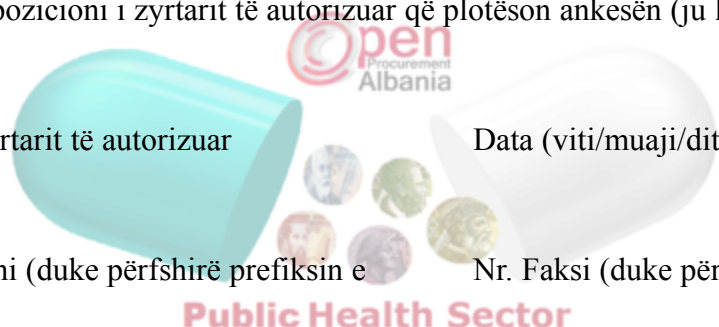 pozicioni i zyrtarit të autorizuar që plotëson ankesën (ju
Open
Procurement
Albania
rtarit të autorizuar Data (viti/muaji/dit
ni (duke përfshirë prefiksin e Nr. Faksi (duke për
Public Health Sector